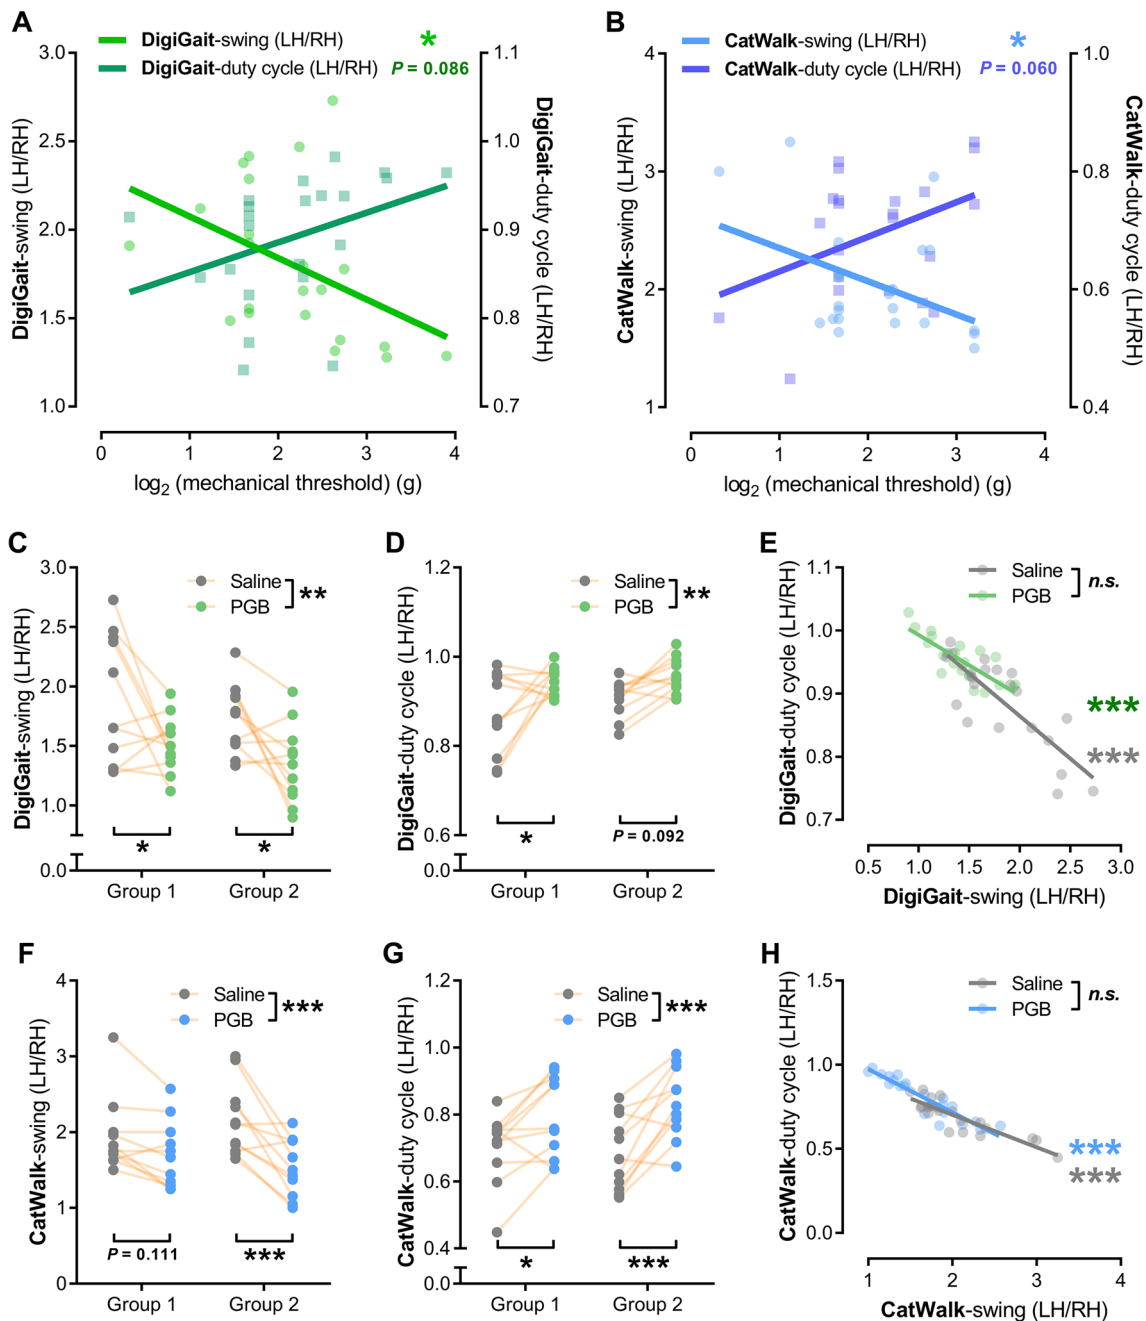 A
DigiGait-swing (LH/RH)
*
DigiGait-duty cycle (LH/RH)
P = 0.086
3.0
2.5
2.0
1.5
1.0
DigiGait-swing (LH/RH)
1.1
1.0
0.9
0.8
0.7
DigiGait-duty cycle (LH/RH)
0 1 2 3 4
log2 (mechanical threshold) (g)
B
CatWalk-swing (LH/RH)
*
CatWalk-duty cycle (LH/RH)
P = 0.060
4
3
2
1
CatWalk-swing (LH/RH)
1.0
0.8
0.6
0.4
CatWalk-duty cycle (LH/RH)
0 1 2 3 4
log2 (mechanical threshold) (g)
C
3.0
2.5
2.0
1.5
1.0
0.0
DigiGait-swing (LH/RH)
Saline
PGB
**
* *
Group 1 Group 2
D
1.2
1.0
0.8
0.6
0.0
DigiGait-duty cycle (LH/RH)
Saline
PGB
**
* P = 0.092
Group 1 Group 2
E
1.1
1.0
0.9
0.8
0.7
DigiGait-duty cycle (LH/RH)
Saline
PGB
n.s.
***
***
0.5 1.0 1.5 2.0 2.5 3.0
DigiGait-swing (LH/RH)
F
4
3
2
1
0
CatWalk-swing (LH/RH)
Saline
PGB
***
P = 0.111 ***
Group 1 Group 2
G
1.2
1.0
0.8
0.6
0.4
0.0
CatWalk-duty cycle (LH/RH)
Saline
PGB
***
* ***
Group 1 Group 2
H
1.5
1.0
0.5
0.0
CatWalk-duty cycle (LH/RH)
Saline
PGB
n.s.
***
***
1 2 3 4
CatWalk-swing (LH/RH)